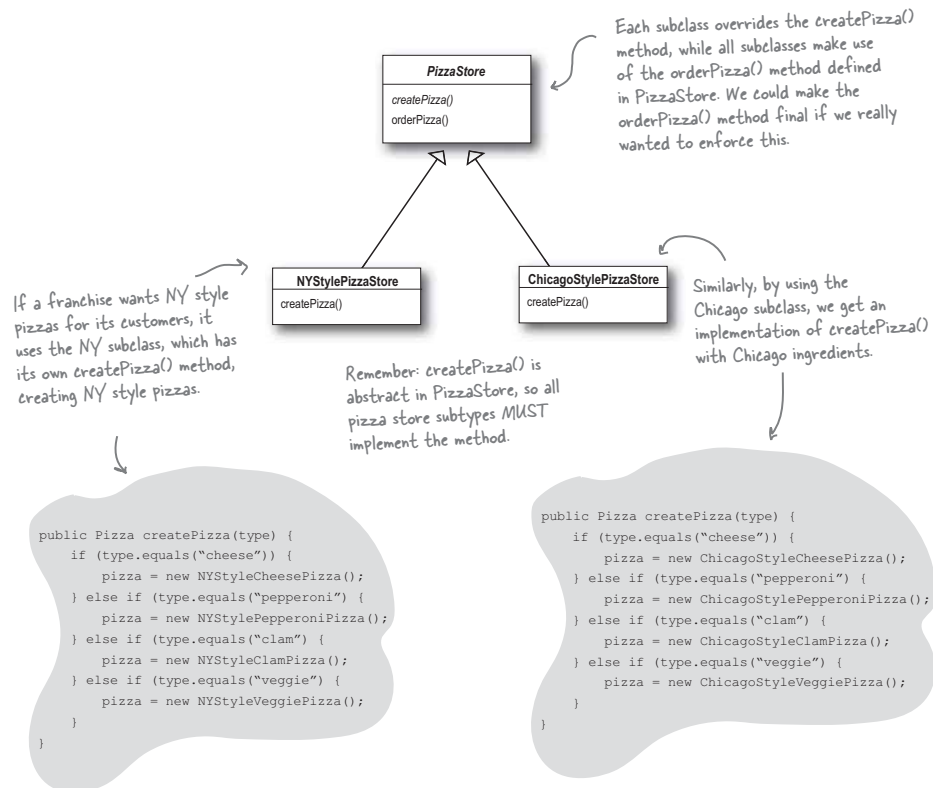 Each subclass overrides the createPizza()
method, while all subclasses make use
of the orderPizza() method defined
in PizzaStore. We could make the
orderPizza() method final if we really
wanted to enforce this.
PizzaStore
createPizza()
orderPizza()
NYStylePizzaStore
createPizza()
ChicagoStylePizzaStore
createPizza()
If a franchise wants NY style
pizzas for its customers, it
uses the NY subclass, which has
its own createPizza() method,
creating NY style pizzas.
Similarly, by using the
Chicago subclass, we get an
implementation of createPizza()
with Chicago ingredients.
Remember: createPizza() is
abstract in PizzaStore, so all
pizza store subtypes MUST
implement the method.
public Pizza createPizza(type) {
    if (type.equals(“cheese”)) {
        pizza = new NYStyleCheesePizza();
    } else if (type.equals(“pepperoni”) {
        pizza = new NYStylePepperoniPizza();
    } else if (type.equals(“clam”) {
        pizza = new NYStyleClamPizza();
    } else if (type.equals(“veggie”) {
        pizza = new NYStyleVeggiePizza();
    }
}
public Pizza createPizza(type) {
    if (type.equals(“cheese”)) {
        pizza = new ChicagoStyleCheesePizza();
    } else if (type.equals(“pepperoni”) {
        pizza = new ChicagoStylePepperoniPizza();
    } else if (type.equals(“clam”) {
        pizza = new ChicagoStyleClamPizza();
    } else if (type.equals(“veggie”) {
        pizza = new ChicagoStyleVeggiePizza();
    }
}